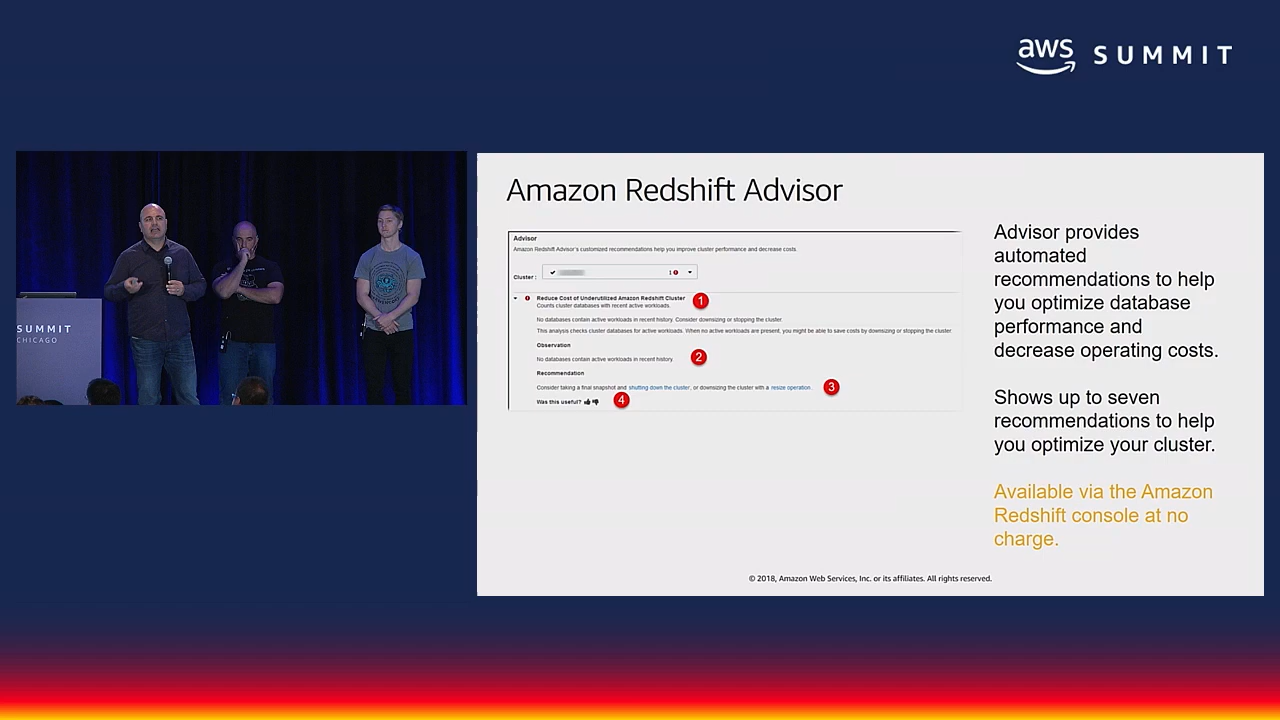 aws SUMMIT
SUMMIT
CHICAGO
Amazon Redshift Advisor
Advisor
Amazon Redshift Advisor's customized recommendations help you improve cluster performance and decrease costs.
Cluster :
1
Reduce Cost of Underutilized Amazon Redshift Cluster
1
Counts cluster databases with recent active workloads.
No databases contain active workloads in recent history. Consider downsizing or stopping the cluster.
This analysis checks cluster databases for active workloads. When no active workloads are present, you might be able to save costs by downsizing or stopping the cluster
Observation
No databases contain active workloads in recent history.
2
Recommendation
Consider taking a final snapshot and shutting down the cluster, or downsizing the cluster with a resize operation.
3
Was this useful?
4
Advisor provides
automated
recommendations to help
you optimize database
performance and
decrease operating costs.
Shows up to seven
recommendations to help
you optimize your cluster.
Available via the Amazon
Redshift console at no
charge.
© 2018, Amazon Web Services, Inc. or its affiliates. All rights reserved.